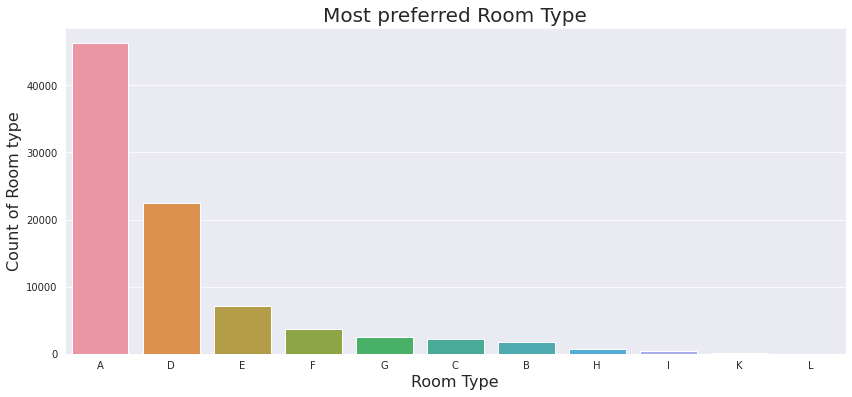 Most preferred Room Type
Count of Room type
40000
30000
20000
10000
0
A D E F G C B H I K L
Room Type